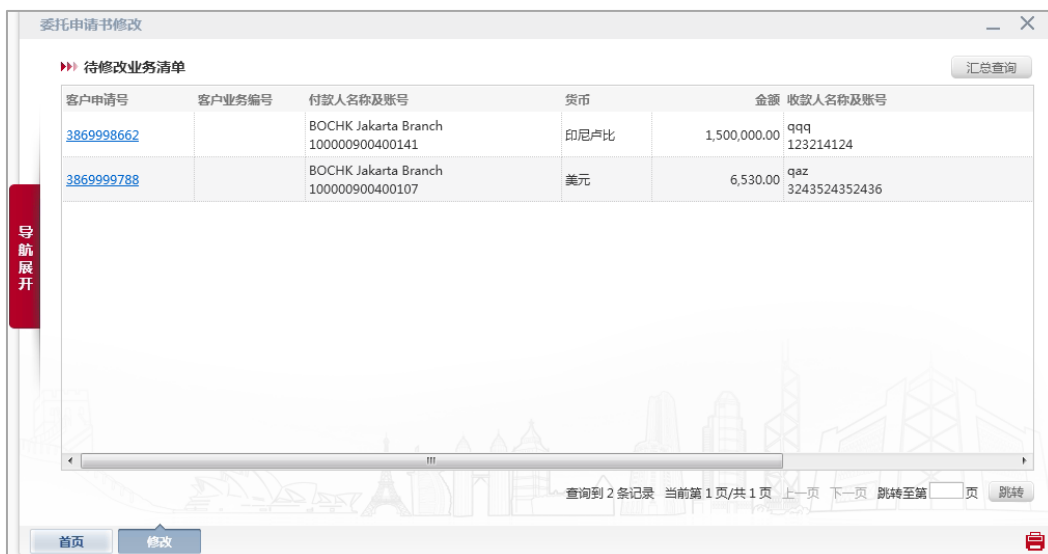 委托申请书修改
待修改业务清单
汇总查询
客户申请号 客户业务编号 付款人名称及账号 货币 金额 收款人名称及账号
3869998662 BOCHK Jakarta Branch 印尼卢比 1,500,000.00 qqq
100000900400141 123214124
3869999788 BOCHK Jakarta Branch 美元 6,530.00 qaz
100000900400107 3243524352436
导航展开
查询到 2 条记录 当前第 1 页/共 1 页 上一页 下一页 跳转至第 页 跳转
首页 修改